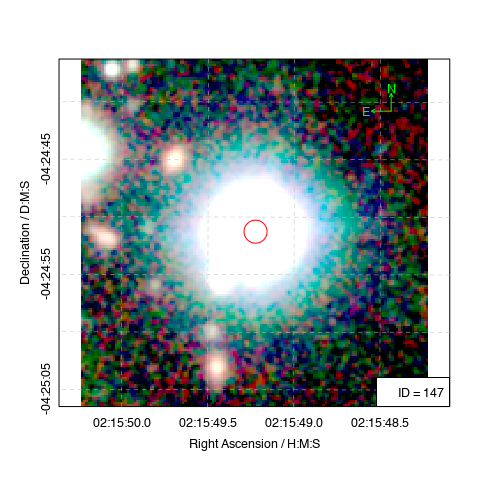 N
E
-04:24:45
-04:24:55
-04:25:05
Declination / D:M:S
ID = 147
02:15:50.0 02:15:49.5 02:15:49.0 02:15:48.5
Right Ascension / H:M:S